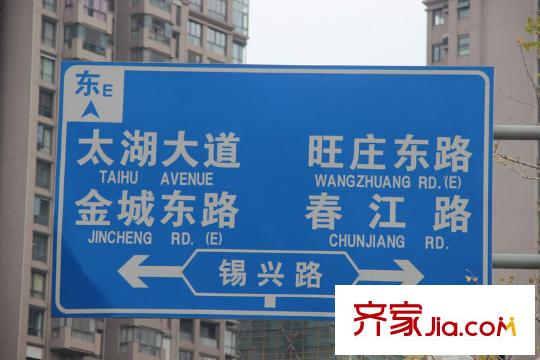 东E
太湖大道 旺庄东路
TAIHU AVENUE WANGZHUANG RD.(E)
金城东路 春江路
JINCHENG RD. (E) CHUNJIANG RD.
锡兴路
齐家Jia.com